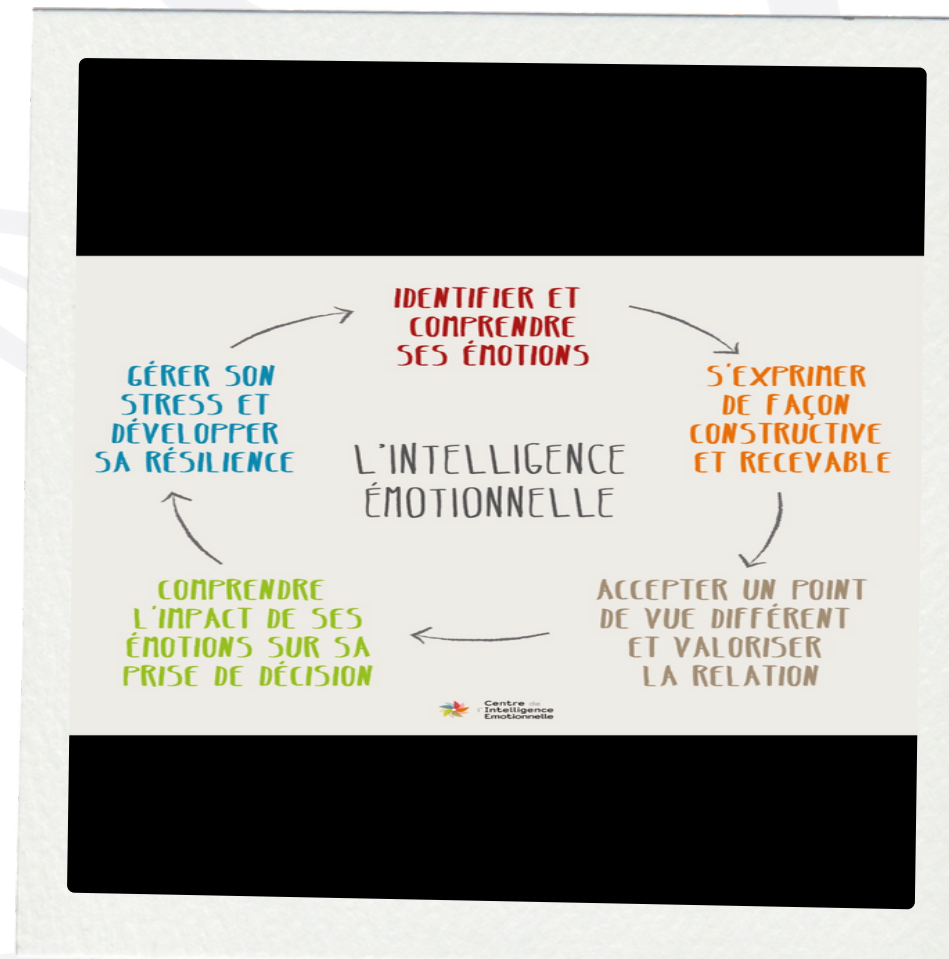 IDENTIFIER ET
COMPRENDRE
SES ÉMOTIONS
S'EXPRIMER
DE FAÇON
CONSTRUCTIVE
ET RECEVABLE
ACCEPTER UN POINT
DE VUE DIFFÉRENT
ET VALORISER
LA RELATION
COMPRENDRE
L'IMPACT DE SES
ÉMOTIONS SUR SA
PRISE DE DÉCISION
GÉRER SON
STRESS ET
DÉVELOPPER
SA RÉSILIENCE
L'INTELLIGENCE
ÉMOTIONNELLE
Centre de
l'Intelligence
Emotionnelle